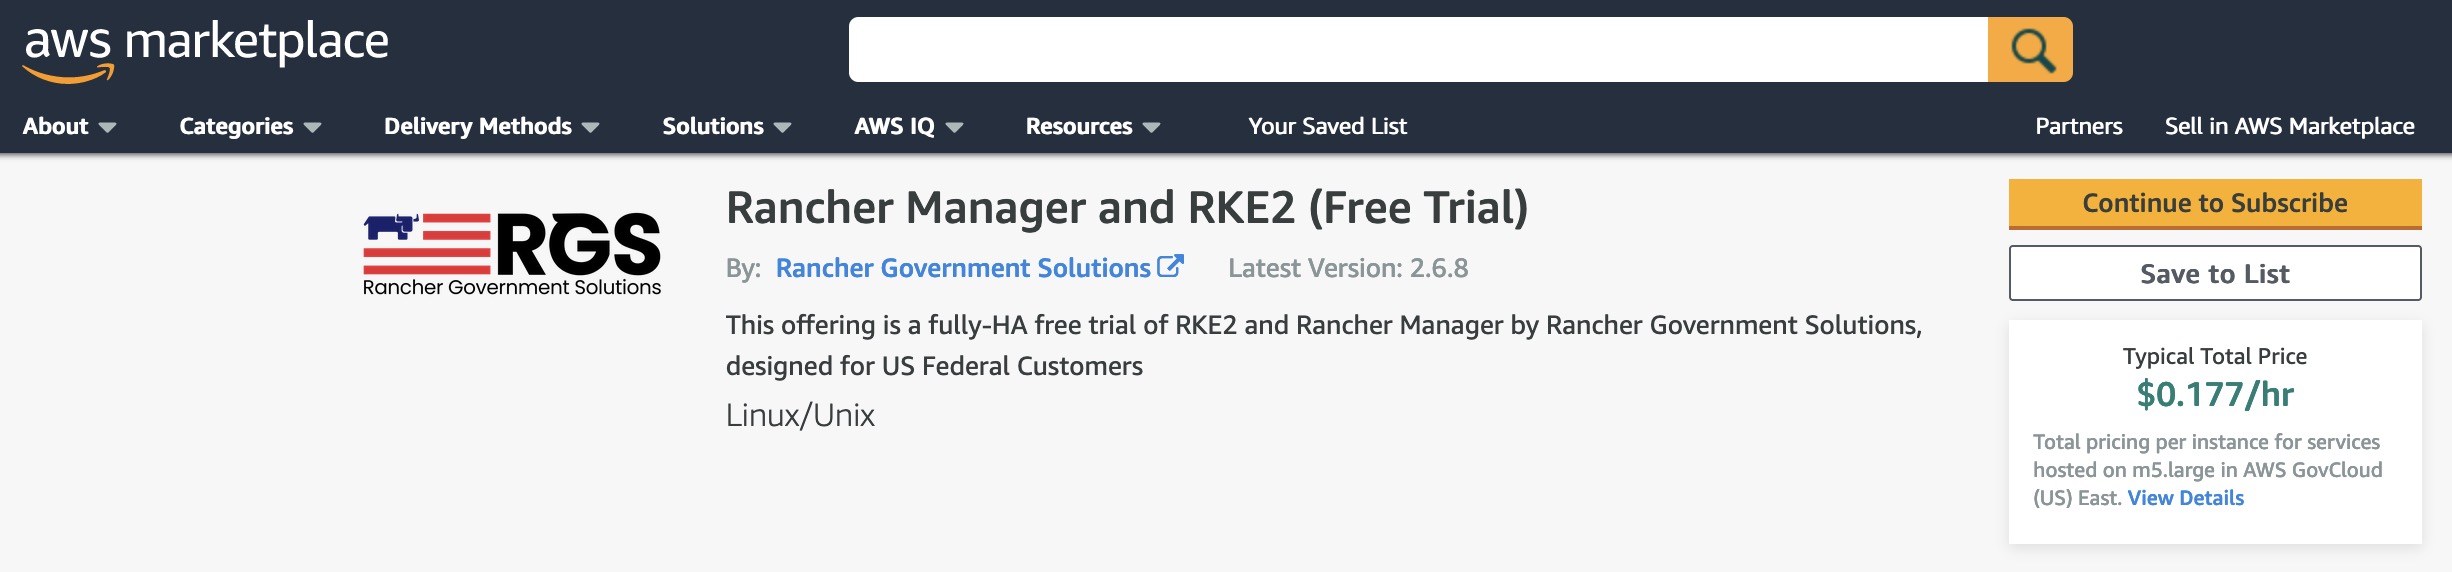 aws marketplace
About
Categories
Delivery Methods
Solutions
AWS IQ
Resources
Your Saved List
Partners
Sell in AWS Marketplace
RGS
Rancher Government Solutions
Rancher Manager and RKE2 (Free Trial)
By: Rancher Government Solutions Latest Version: 2.6.8
This offering is a fully-HA free trial of RKE2 and Rancher Manager by Rancher Government Solutions,
designed for US Federal Customers
Linux/Unix
Continue to Subscribe
Save to List
Typical Total Price
$0.177/hr
Total pricing per instance for services
hosted on m5.large in AWS GovCloud
(US) East. View Details